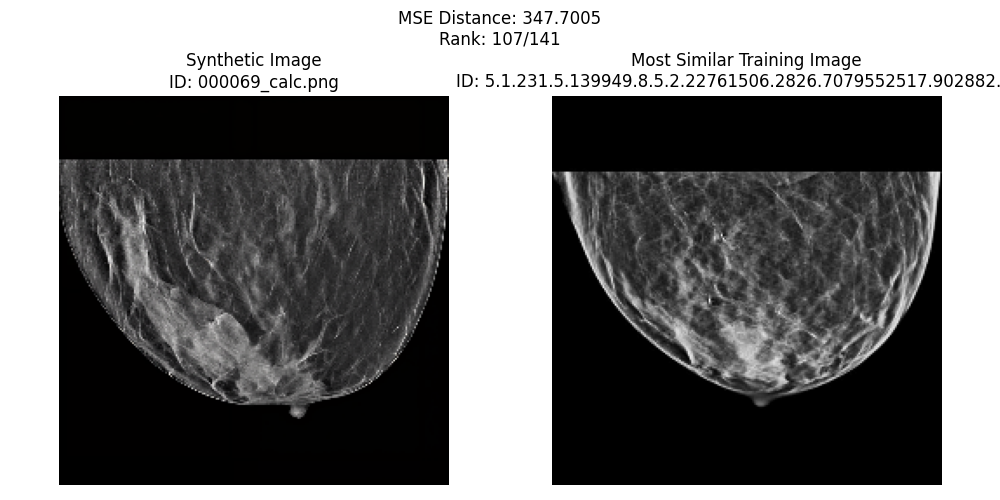 MSE Distance: 347.7005
Rank: 107/141
Synthetic Image
ID: 000069_calc.png
Most Similar Training Image
ID: 5.1.231.5.139949.8.5.2.22761506.2826.7079552517.902882.